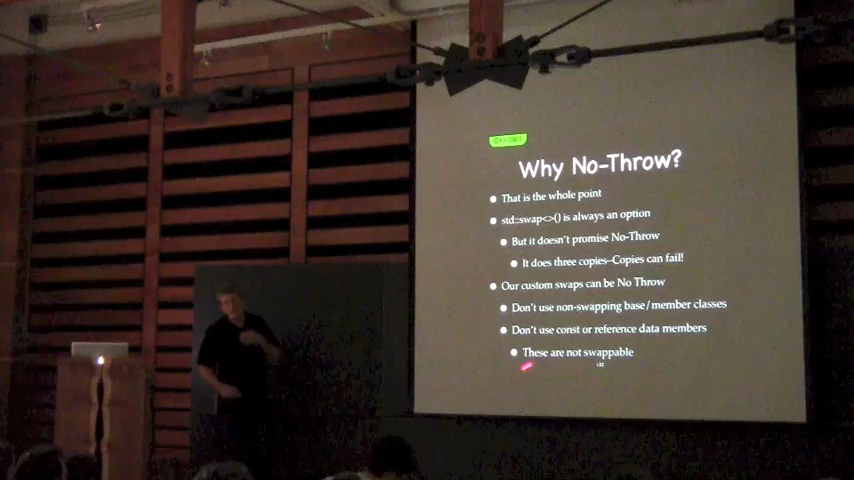 Why No-Throw?
That is the whole point
std::swap<>() is always an option
But it doesn't promise No-Throw
It does three copies–Copies can fail!
Our custom swaps can be No Throw
Don't use non-swapping base/member classes
Don't use const or reference data members
These are not swappable